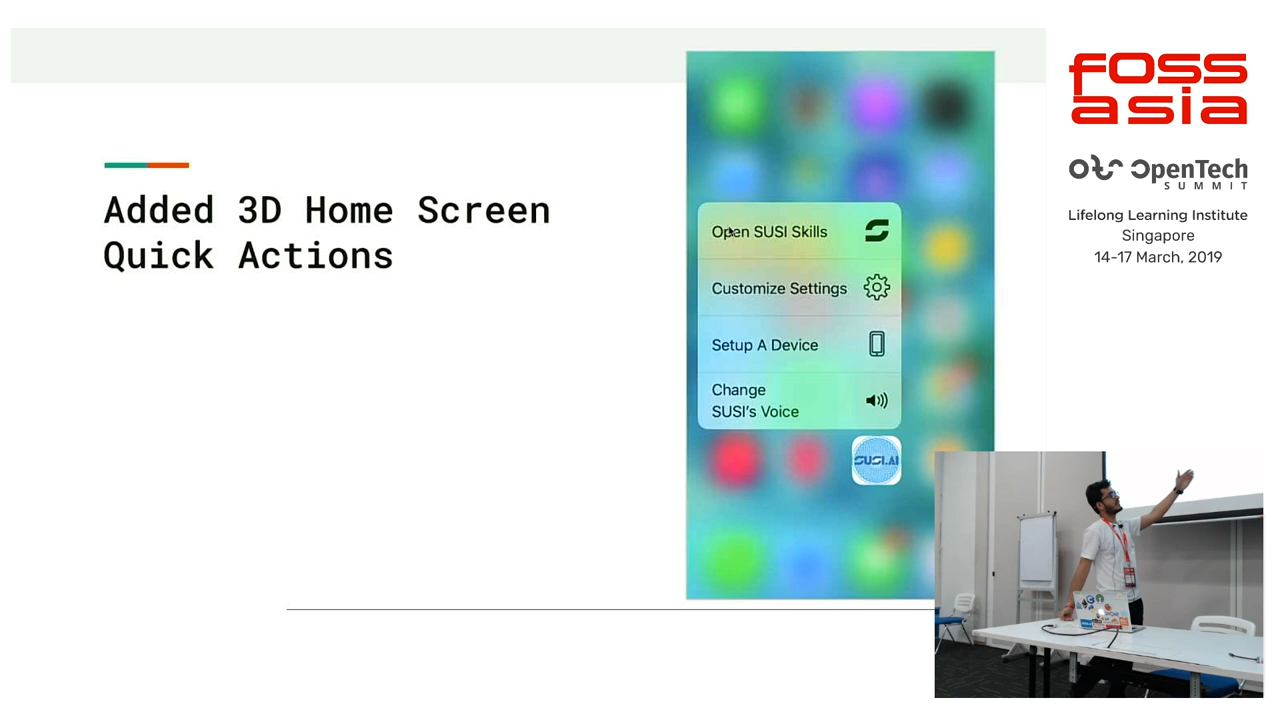 Added 3D Home Screen
Quick Actions
Open SUSI Skills
Customize Settings
Setup A Device
Change
SUSI's Voice
SUSI.AI
fOSS
asia
OpenTech
SUMMIT
Lifelong Learning Institute
Singapore
14-17 March, 2019